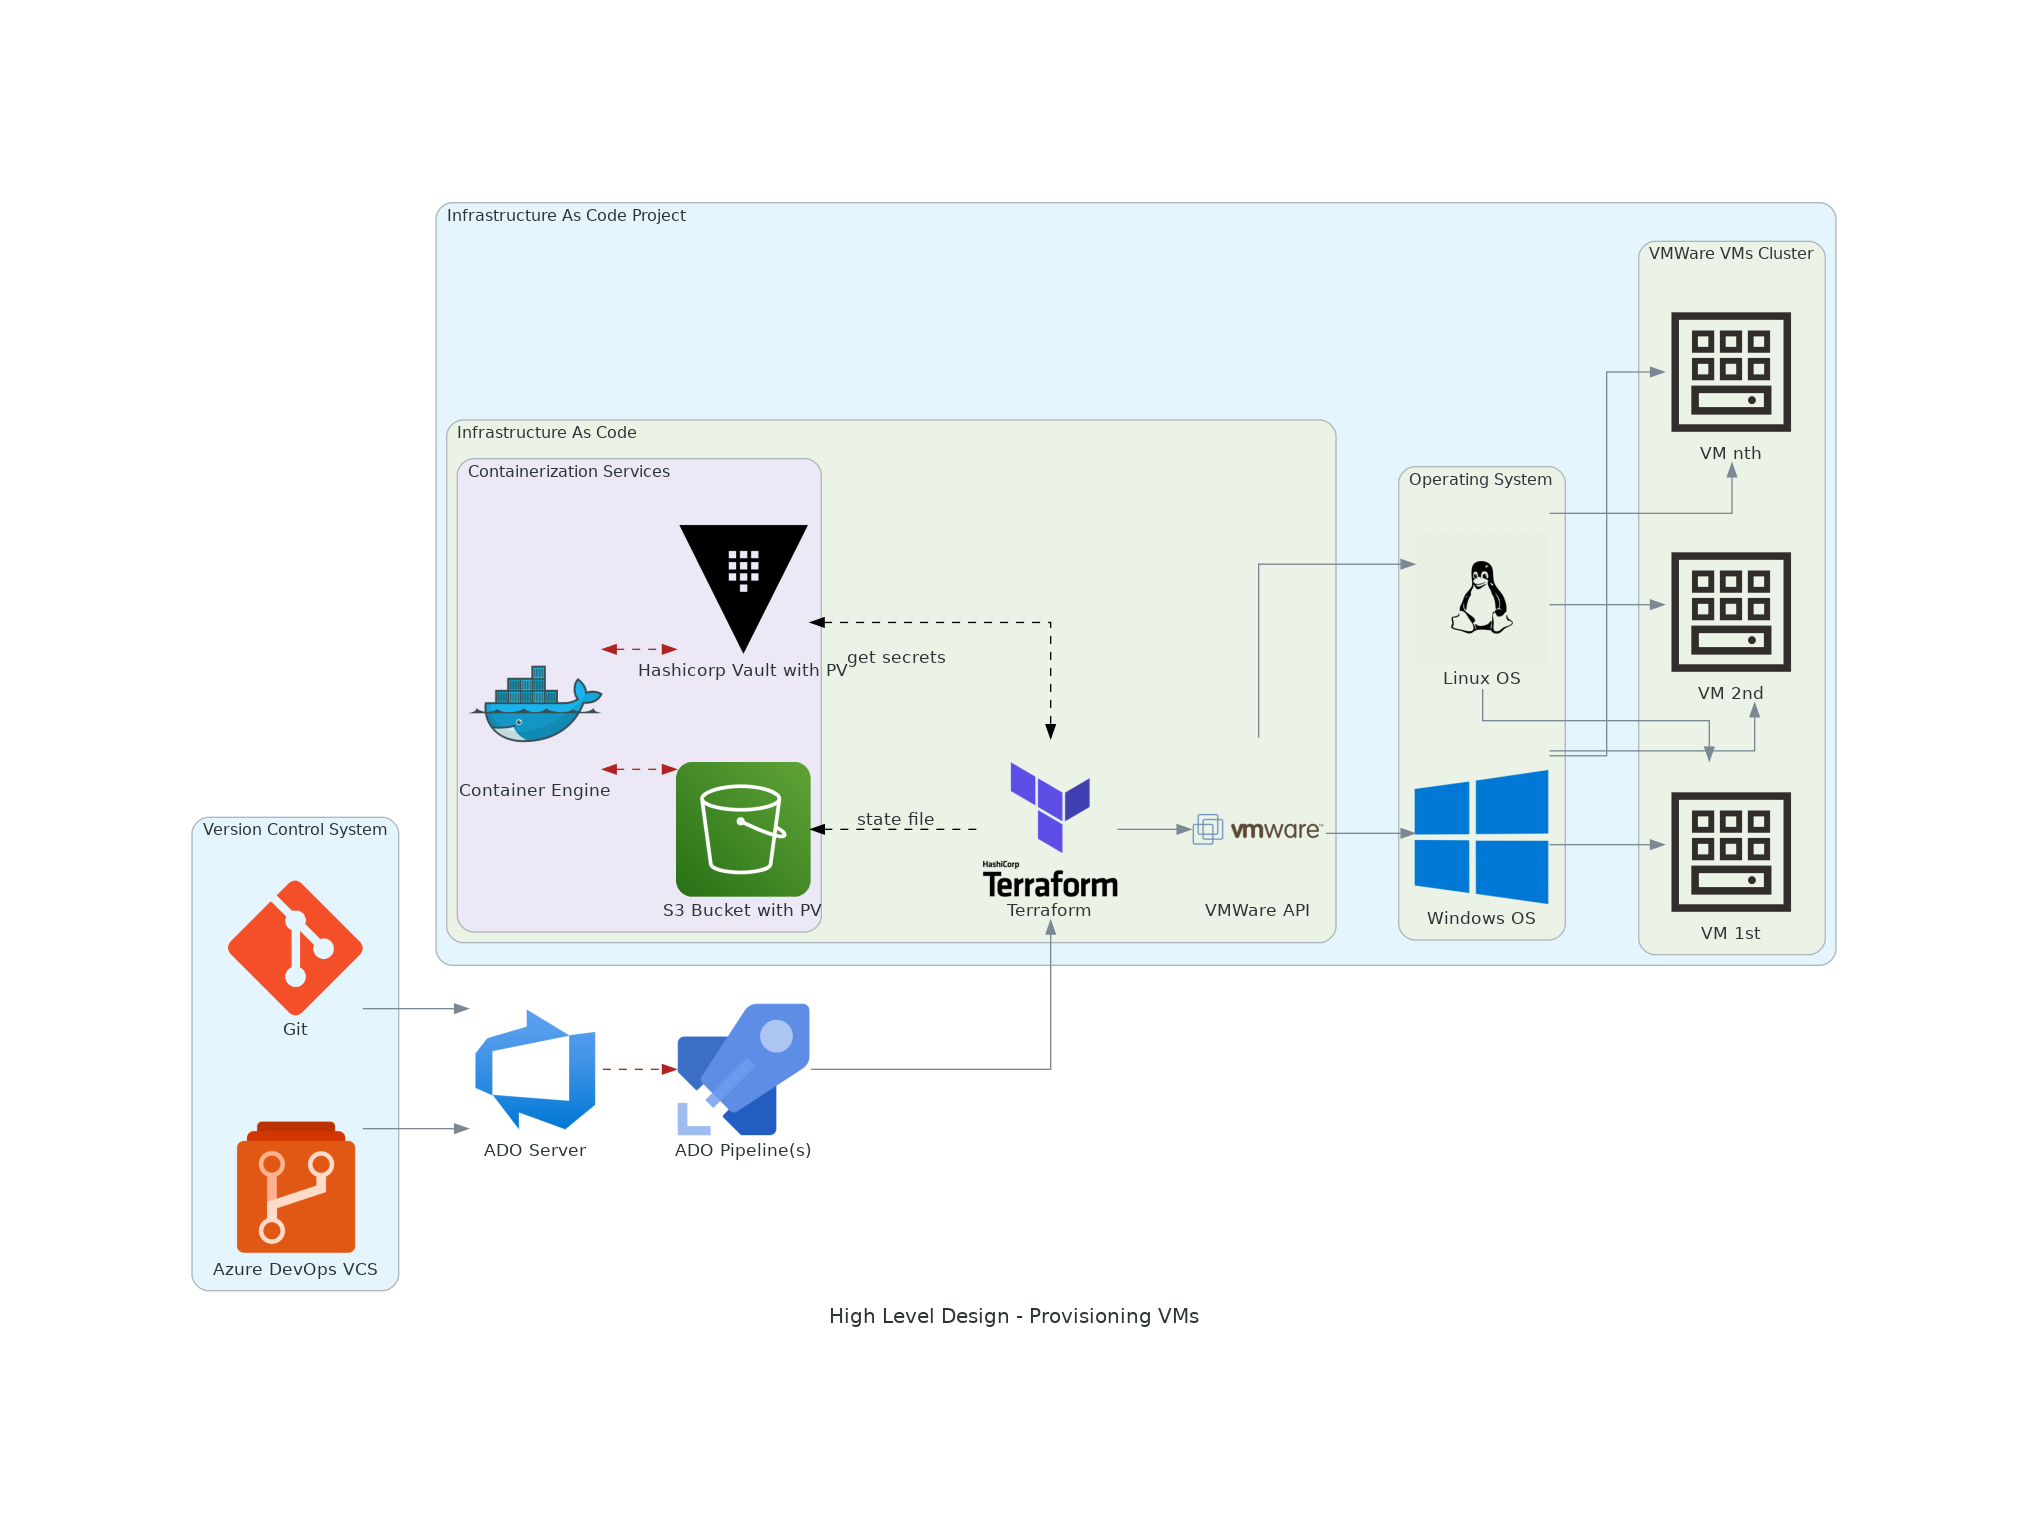 Infrastructure As Code Project
VMWare VMs Cluster
VM nth
Infrastructure As Code
Containerization Services
Operating System
Hashicorp Vault with PV
get secrets
Linux OS
VM 2nd
Container Engine
state file
vmware™
HashiCorp
Terraform
Terraform
S3 Bucket with PV
VMWare API
Windows OS
VM 1st
Version Control System
Git
ADO Server
ADO Pipeline(s)
Azure DevOps VCS
High Level Design - Provisioning VMs